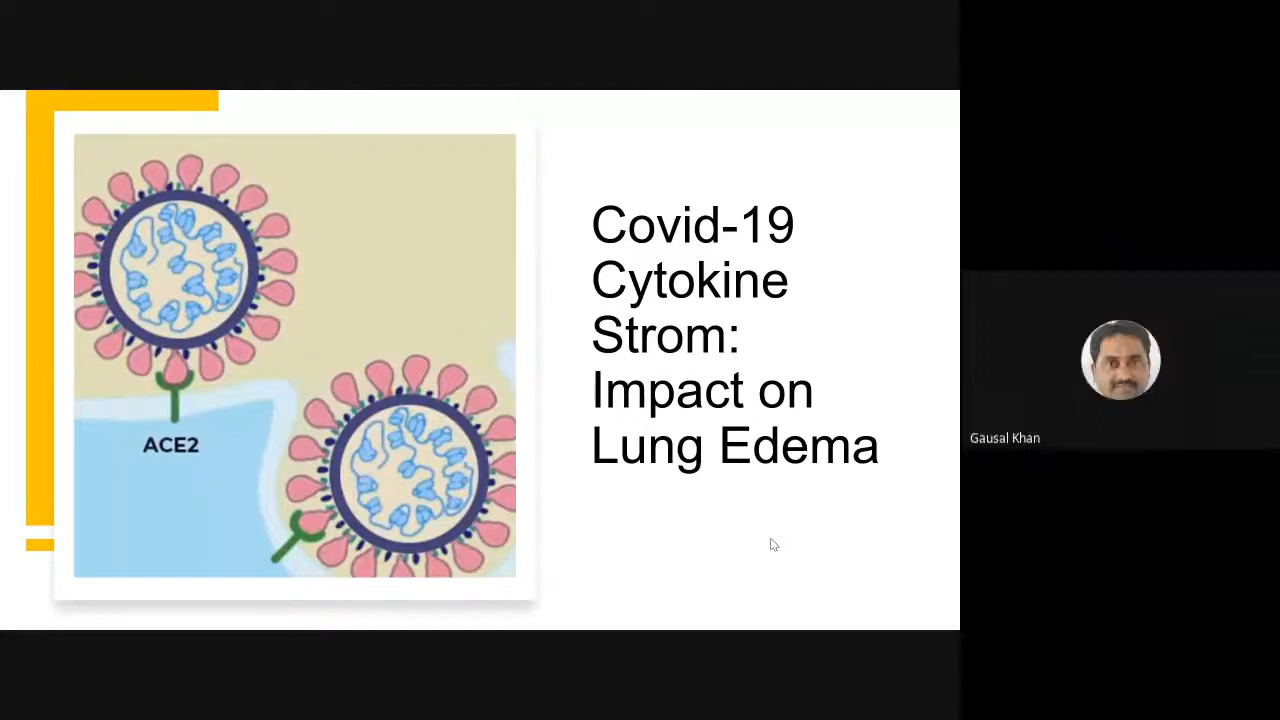 Covid-19
Cytokine
Strom:
Impact on
Lung Edema
ACE2
Gausal Khan